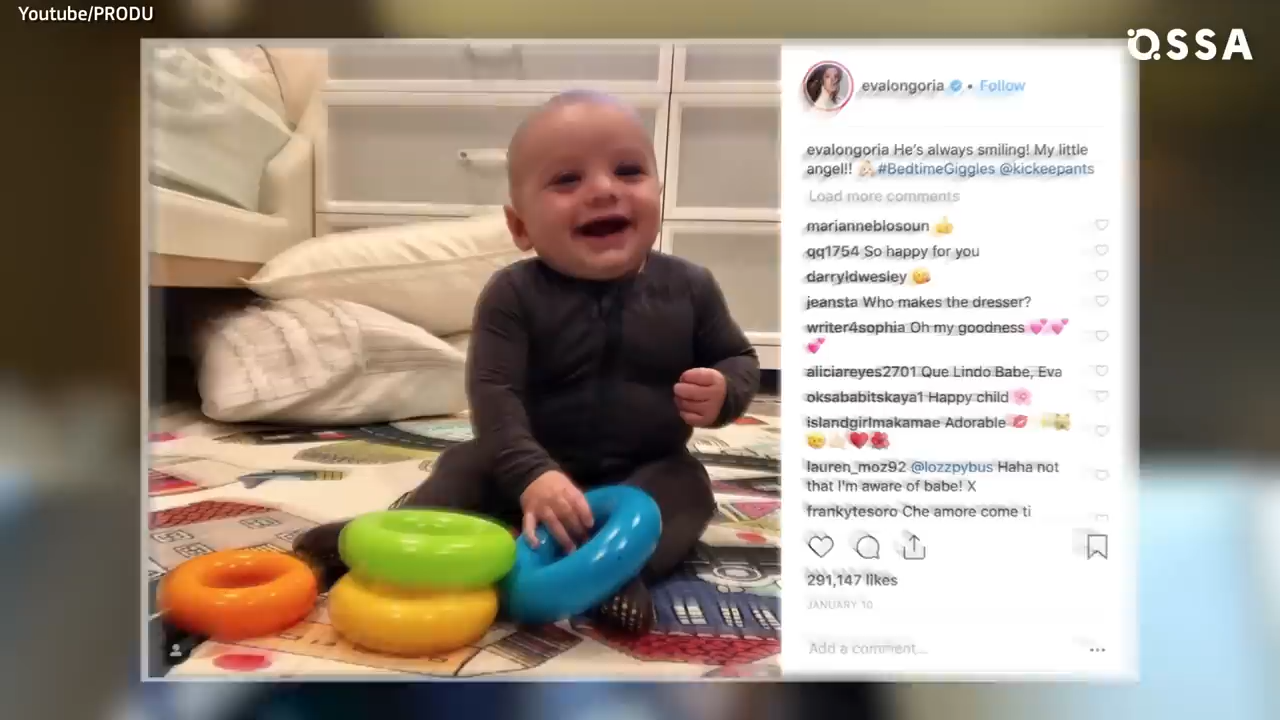 Youtube/PRODU
OSSA
evalongoria • Follow
evalongoria He's always smiling! My little
angel!! #BedtimeGiggles @kickeepants
Load more comments
marianneblosoun
qq1754 So happy for you
darryldwesley
jeansta Who makes the dresser?
writer4sophia Oh my goodness
aliciareyes2701 Que Lindo Babe, Eva
oksababitskaya1 Happy child
islandgirlmakamae Adorable
lauren_moz92 @lozzpybus Haha not
that I'm aware of babe! X
frankytesoro Che amore come ti
291,147 likes
JANUARY 10
Add a comment...